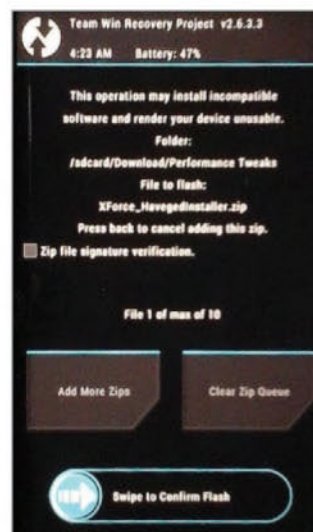 Team Win Recovery Project v2.6.3.3
4:23 AM Battery: 47%
This operation may install incompatible
software and render your device unusable.
Folder:
/sdcard/Download/Performance Tweaks
File to flash:
XForce_HavegedInstaller.zip
Press back to cancel adding this zip.
Zip file signature verification.
File 1 of max of 10
Add More Zips Clear Zip Queue
Swipe to Confirm Flash